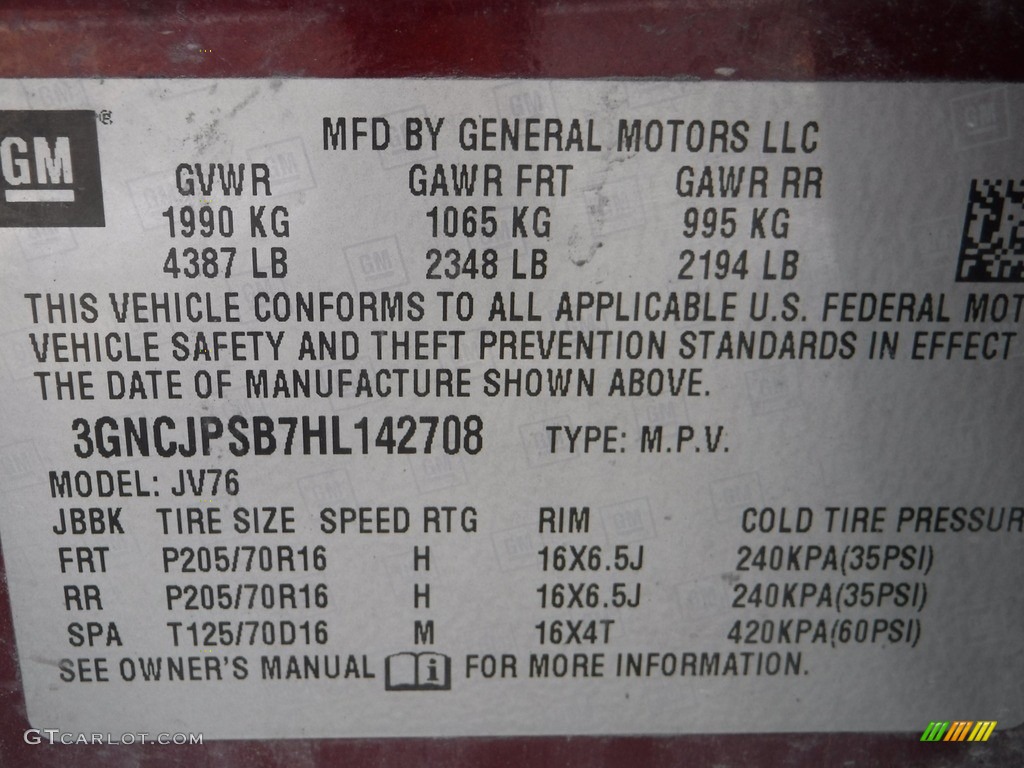 GM ®
MFD BY GENERAL MOTORS LLC
GVWR GAWR FRT GAWR RR
1990 KG 1065 KG 995 KG
4387 LB 2348 LB 2194 LB
THIS VEHICLE CONFORMS TO ALL APPLICABLE U.S. FEDERAL MOT
VEHICLE SAFETY AND THEFT PREVENTION STANDARDS IN EFFECT
THE DATE OF MANUFACTURE SHOWN ABOVE.
3GNCJPSB7HL142708 TYPE: M.P.V.
MODEL: JV76
JBBK TIRE SIZE SPEED RTG RIM COLD TIRE PRESSUR
FRT P205/70R16 H 16X6.5J 240KPA(35PSI)
RR P205/70R16 H 16X6.5J 240KPA(35PSI)
SPA T125/70D16 M 16X4T 420KPA(60PSI)
SEE OWNER'S MANUAL i FOR MORE INFORMATION.
GTCARLOT.COM